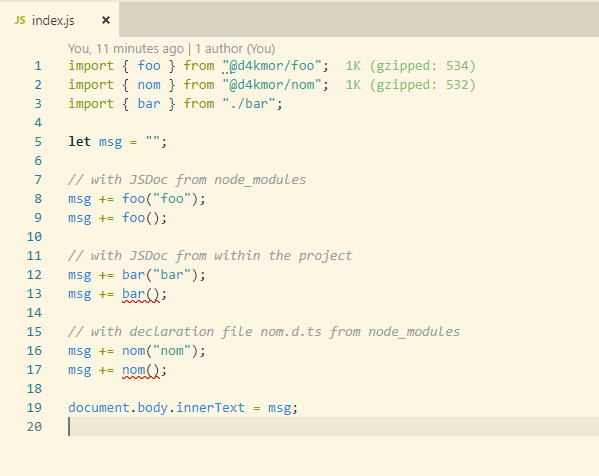 JS index.js ×
You, 11 minutes ago | 1 author (You)
1 import { foo } from "@d4kmor/foo"; 1K (gzipped: 534)
2 import { nom } from "@d4kmor/nom"; 1K (gzipped: 532)
3 import { bar } from "./bar";
4
5 let msg = "";
6
7 // with JSDoc from node_modules
8 msg += foo("foo");
9 msg += foo();
10
11 // with JSDoc from within the project
12 msg += bar("bar");
13 msg += bar();
14
15 // with declaration file nom.d.ts from node_modules
16 msg += nom("nom");
17 msg += nom();
18
19 document.body.innerText = msg;
20